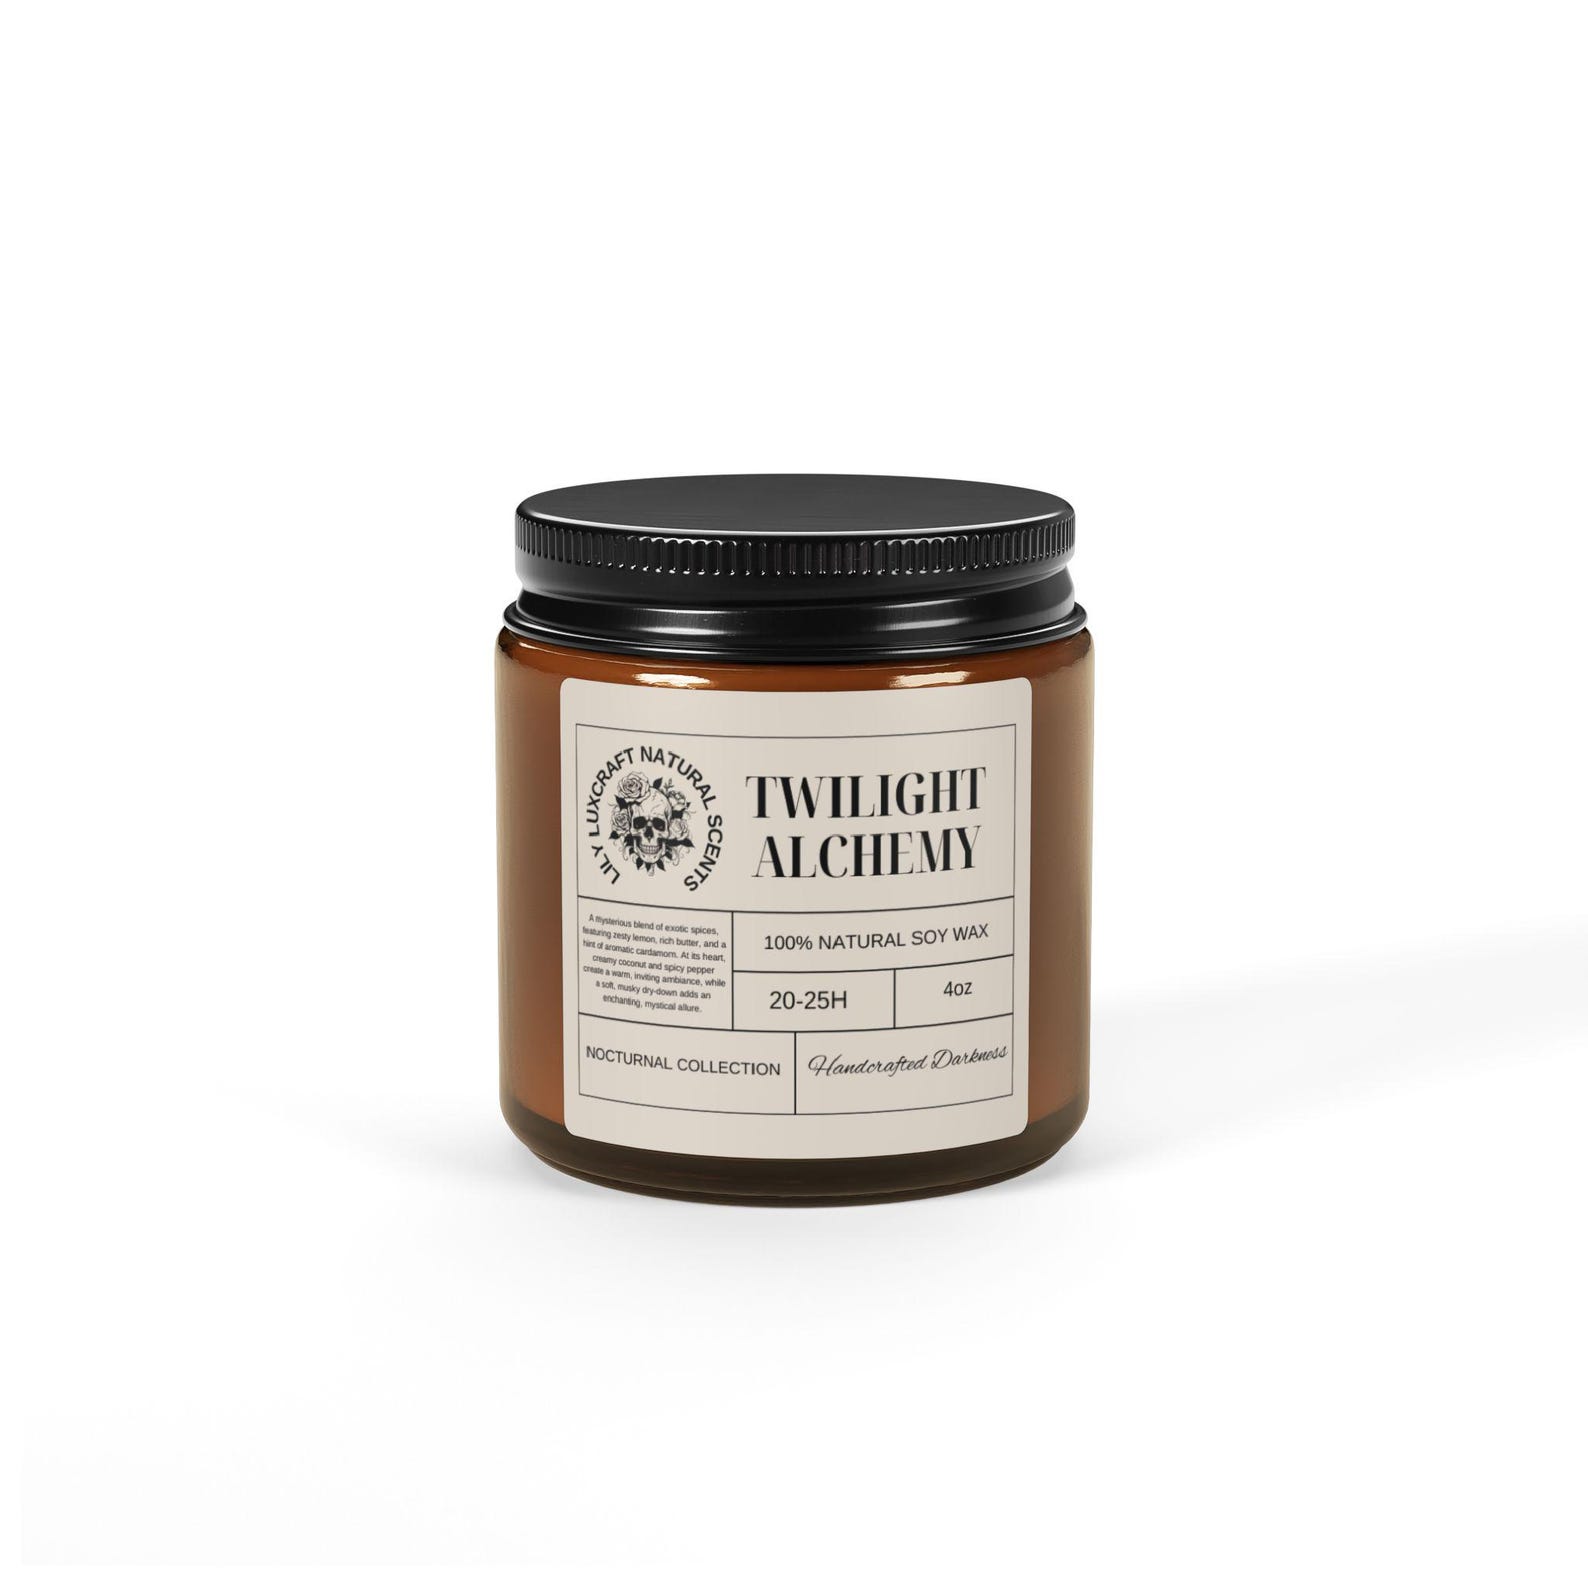 LILY LUXCRAFT NATURAL SCENTS
TWILIGHT
ALCHEMY
A mysterious blend of exotic spices,
featuring zesty lemon, rich butter, and a
hint of aromatic cardamom. At its heart,
creamy coconut and spicy pepper
create a warm, inviting ambiance, while
a soft, musky dry-down adds an
enchanting, mystical allure.
100% NATURAL SOY WAX
20-25H
4oz
NOCTURNAL COLLECTION
Handcrafted Darkness